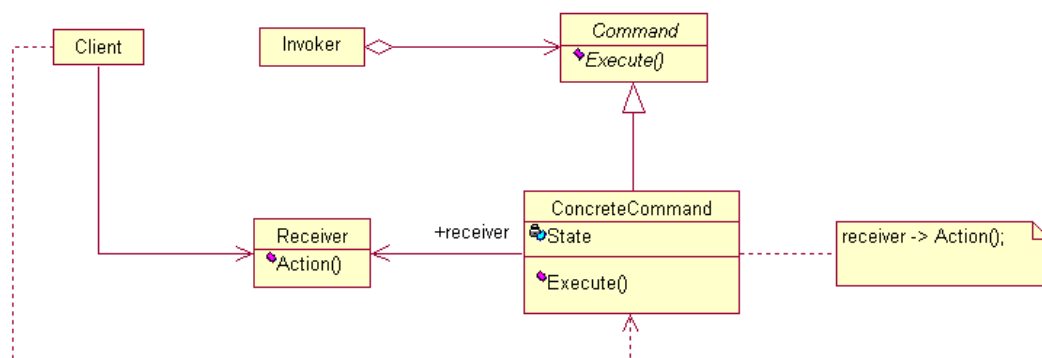 Client
Invoker
Command
Execute()
Receiver
Action()
+receiver
ConcreteCommand
State
Execute()
receiver -> Action();